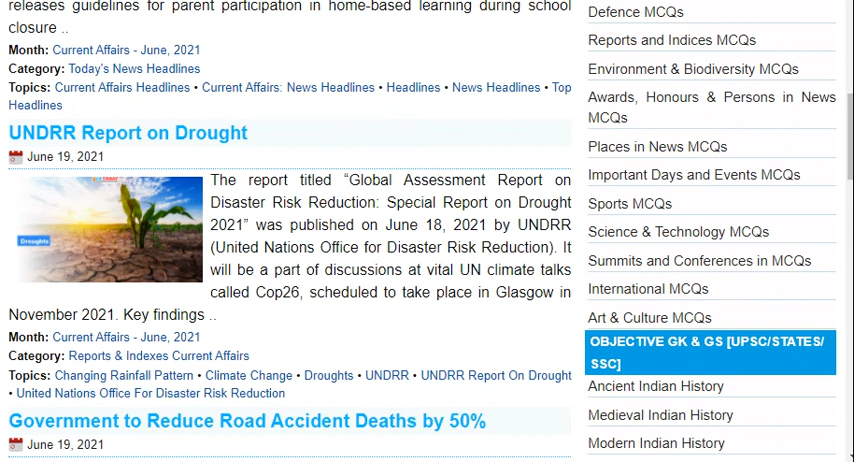 releases guidelines for parent participation in home-based learning during school
closure ..
Month: Current Affairs - June, 2021
Category: Today's News Headlines
Topics: Current Affairs Headlines • Current Affairs: News Headlines • Headlines • News Headlines • Top
Headlines
UNDRR Report on Drought
June 19, 2021
Droughts
The report titled “Global Assessment Report on
Disaster Risk Reduction: Special Report on Drought
2021” was published on June 18, 2021 by UNDRR
(United Nations Office for Disaster Risk Reduction). It
will be a part of discussions at vital UN climate talks
called Cop26, scheduled to take place in Glasgow in
November 2021. Key findings ..
Month: Current Affairs - June, 2021
Category: Reports & Indexes Current Affairs
Topics: Changing Rainfall Pattern • Climate Change • Droughts • UNDRR • UNDRR Report On Drought
• United Nations Office For Disaster Risk Reduction
Government to Reduce Road Accident Deaths by 50%
June 19, 2021
Defence MCQs
Reports and Indices MCQs
Environment & Biodiversity MCQs
Awards, Honours & Persons in News
MCQs
Places in News MCQs
Important Days and Events MCQs
Sports MCQs
Science & Technology MCQs
Summits and Conferences in MCQs
International MCQs
Art & Culture MCQs
OBJECTIVE GK & GS [UPSC/STATES/
SSC]
Ancient Indian History
Medieval Indian History
Modern Indian History